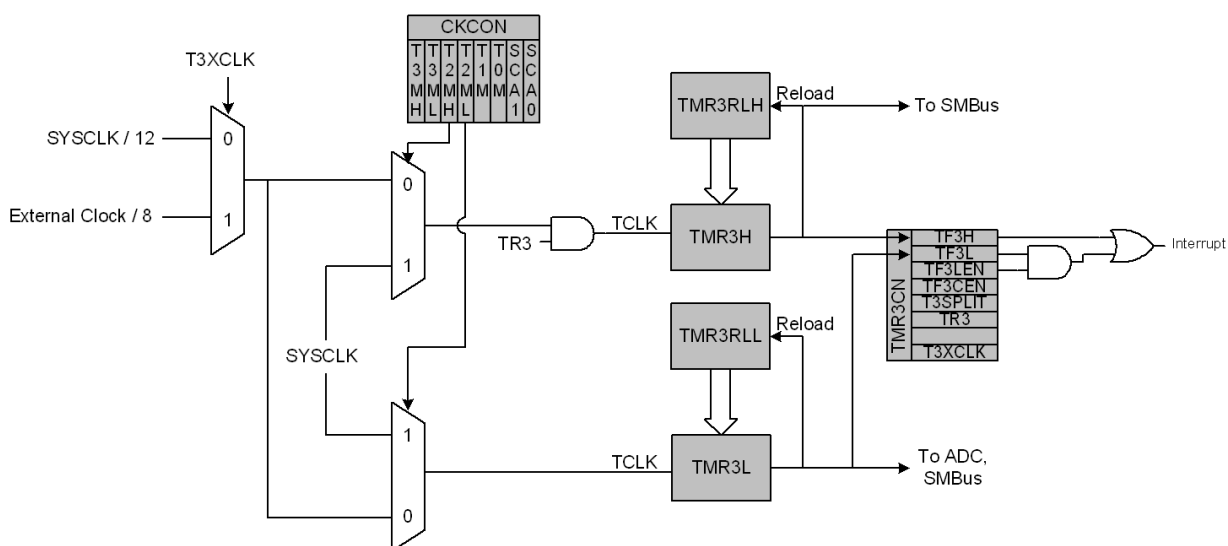 CKCON
T3MH
T3ML
T2MH
T2ML
T1M
T0M
SCA1
SCA0
T3XCLK
SYSCLK / 12
0
External Clock / 8
1
0
1
TR3
TCLK
TMR3RLH
Reload
To SMBus
TMR3H
TMR3CN
TF3H
TF3L
TF3LEN
TF3CEN
T3SPLIT
TR3
T3XCLK
Interrupt
SYSCLK
1
0
TCLK
TMR3RLL
Reload
TMR3L
To ADC,
SMBus